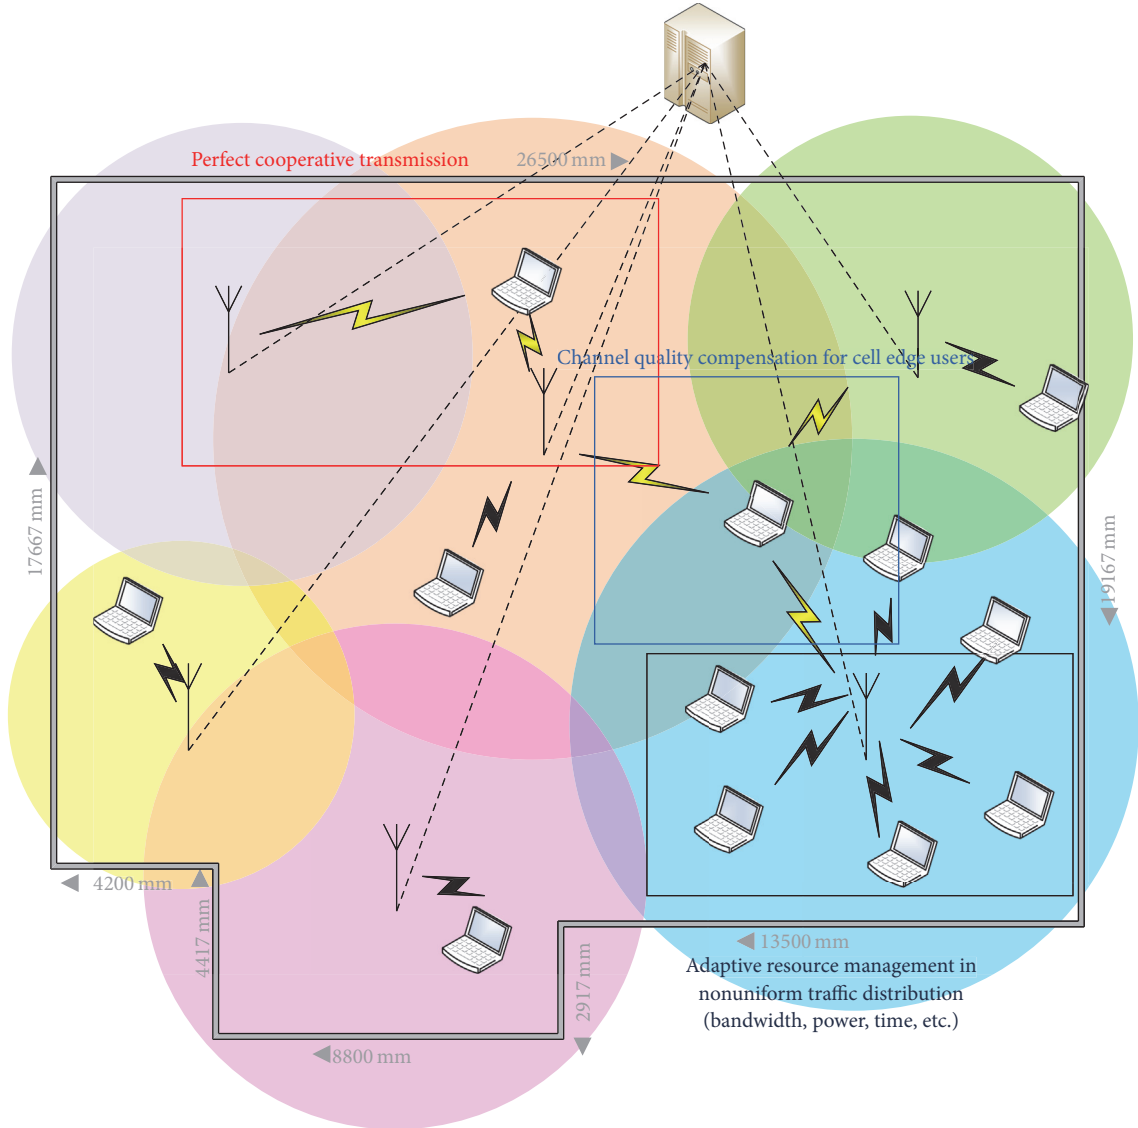 Perfect cooperative transmission
26500 mm
Channel quality compensation for cell edge users
17667 mm
19167 mm
4200 mm
4417 mm
13500 mm
2917 mm
Adaptive resource management in
nonuniform traffic distribution
(bandwidth, power, time, etc.)
8800 mm